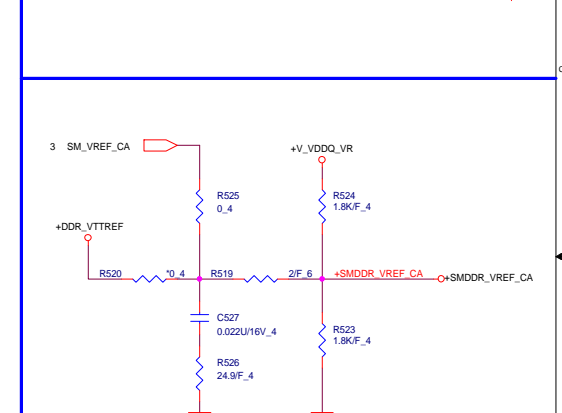 3 SM_VREF_CA
+V_VDDQ_VR
R525
0_4
R524
1.8K/F_4
+DDR_VTTREF
R520 *0_4 R519 2/F_6 +SMDDR_VREF_CA +SMDDR_VREF_CA
C527
0.022U/16V_4
R523
1.8K/F_4
R526
24.9/F_4